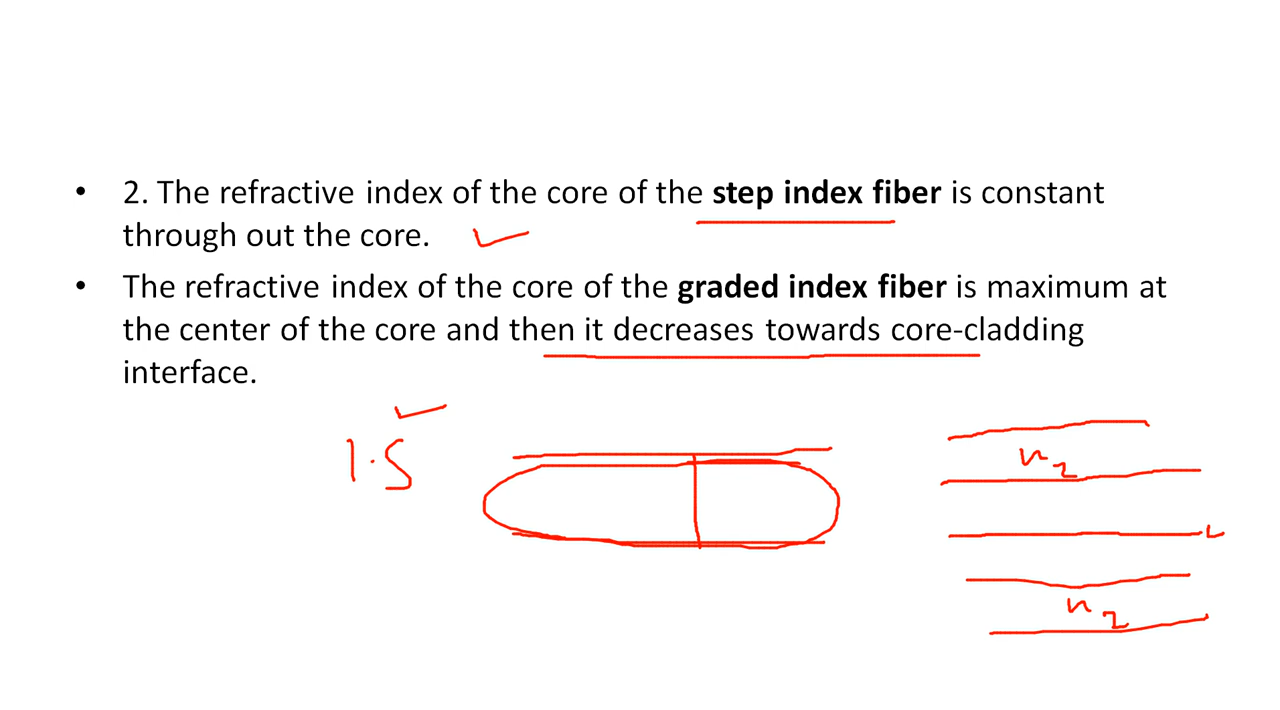 • 2. The refractive index of the core of the step index fiber is constant
through out the core.
• The refractive index of the core of the graded index fiber is maximum at
the center of the core and then it decreases towards core-cladding
interface.
1.5
n2
n2